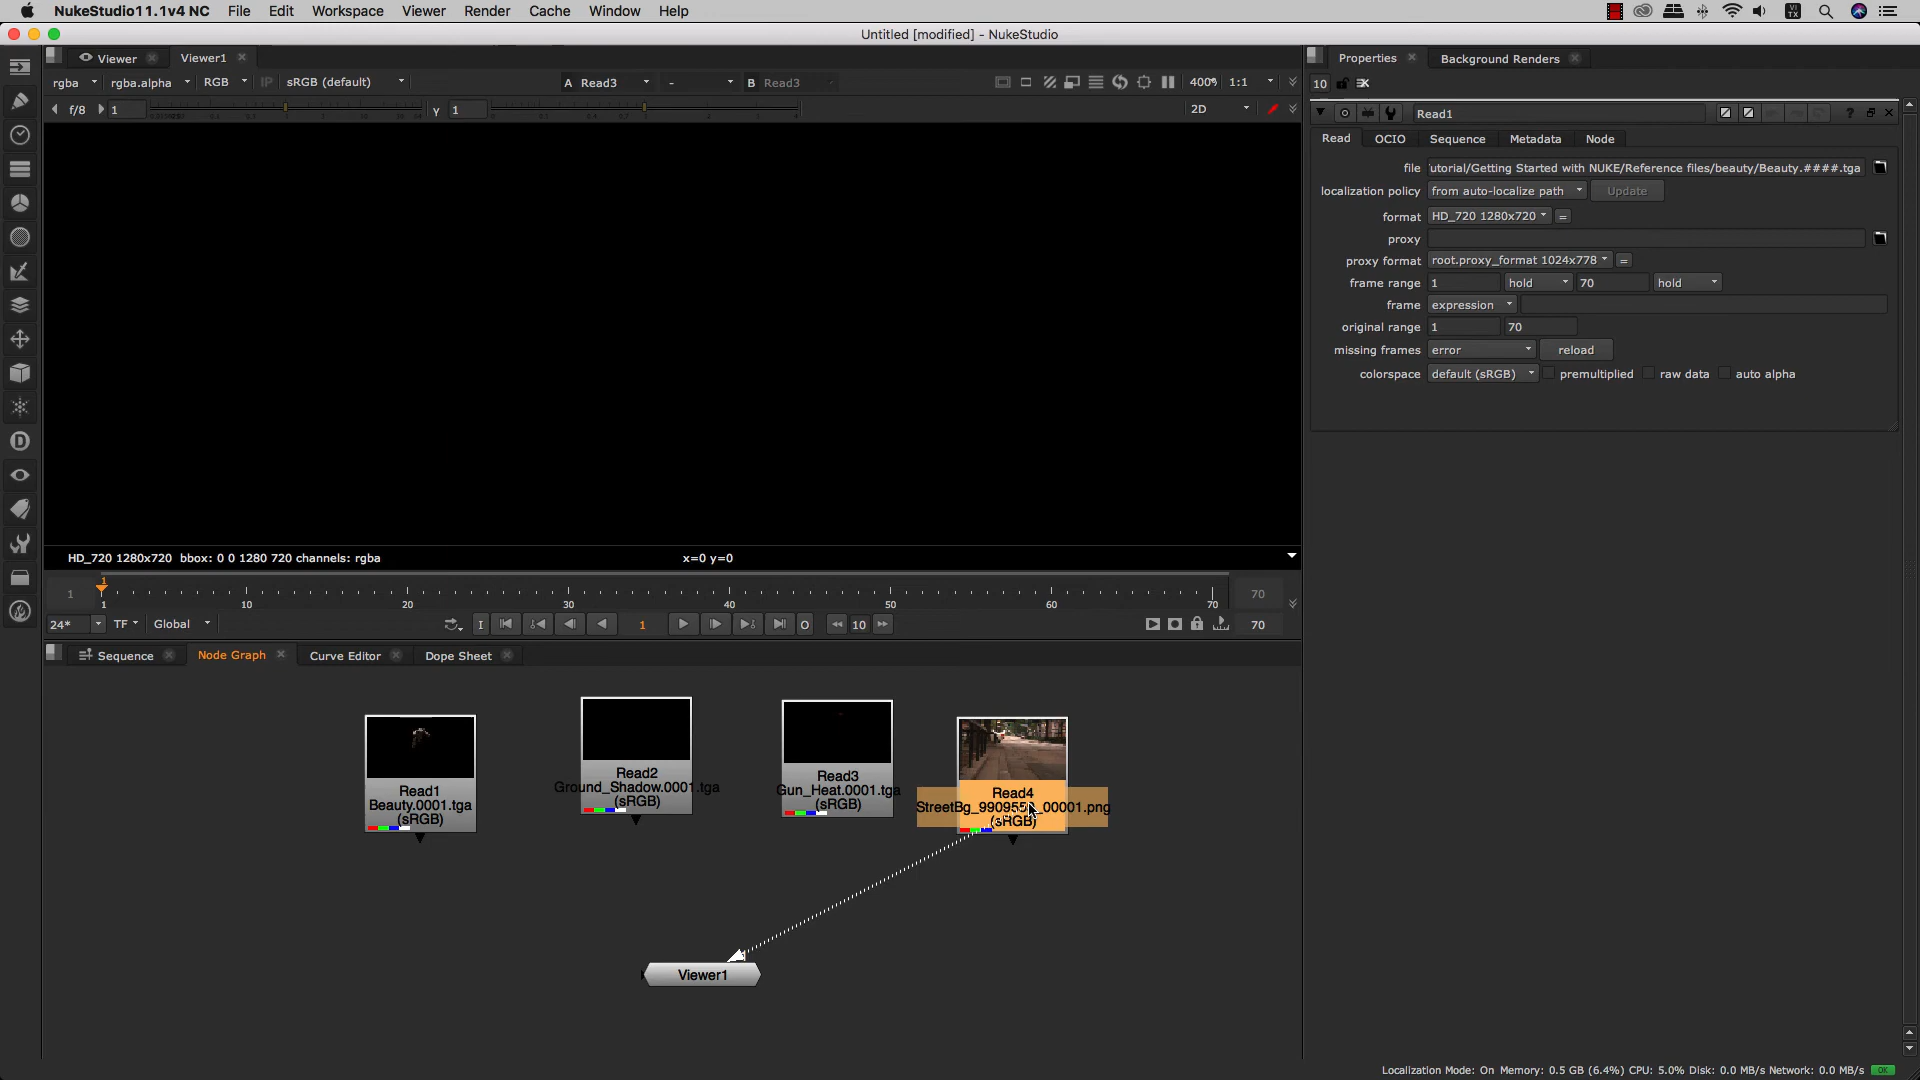 NukeStudio11.1v4 NC File Edit Workspace Viewer Render Cache Window Help
Untitled [modified] - NukeStudio
Viewer Viewer1
rgba rgba.alpha RGB IP sRGB (default) A Read3 - B Read3 400% 1:1
f/8 1 y 1 2D
HD_720 1280x720 bbox: 0 0 1280 720 channels: rgba x=0 y=0
1 1 70
1 10 20 30 40 50 60 70
24* TF Global I 1 O 10 70
Sequence Node Graph Curve Editor Dope Sheet
Read1
Beauty.0001.tga
(sRGB)
Read2
Ground_Shadow.0001.tga
(sRGB)
Read3
Gun_Heat.0001.tga
(sRGB)
Read4
(sRGB)
Viewer1
Properties Background Renders
10
Read1
Read OCIO Sequence Metadata Node
file utorial/Getting Started with NUKE/Reference files/beauty/Beauty.####.tga
localization policy from auto-localize path Update
format HD_720 1280x720 =
proxy
proxy format root.proxy_format 1024x778 =
frame range 1 hold 70 hold
frame expression
original range 1 70
missing frames error reload
colorspace default (sRGB) premultiplied raw data auto alpha
Localization Mode: On Memory: 0.5 GB (6.4%) CPU: 5.0% Disk: 0.0 MB/s Network: 0.0 MB/s OK